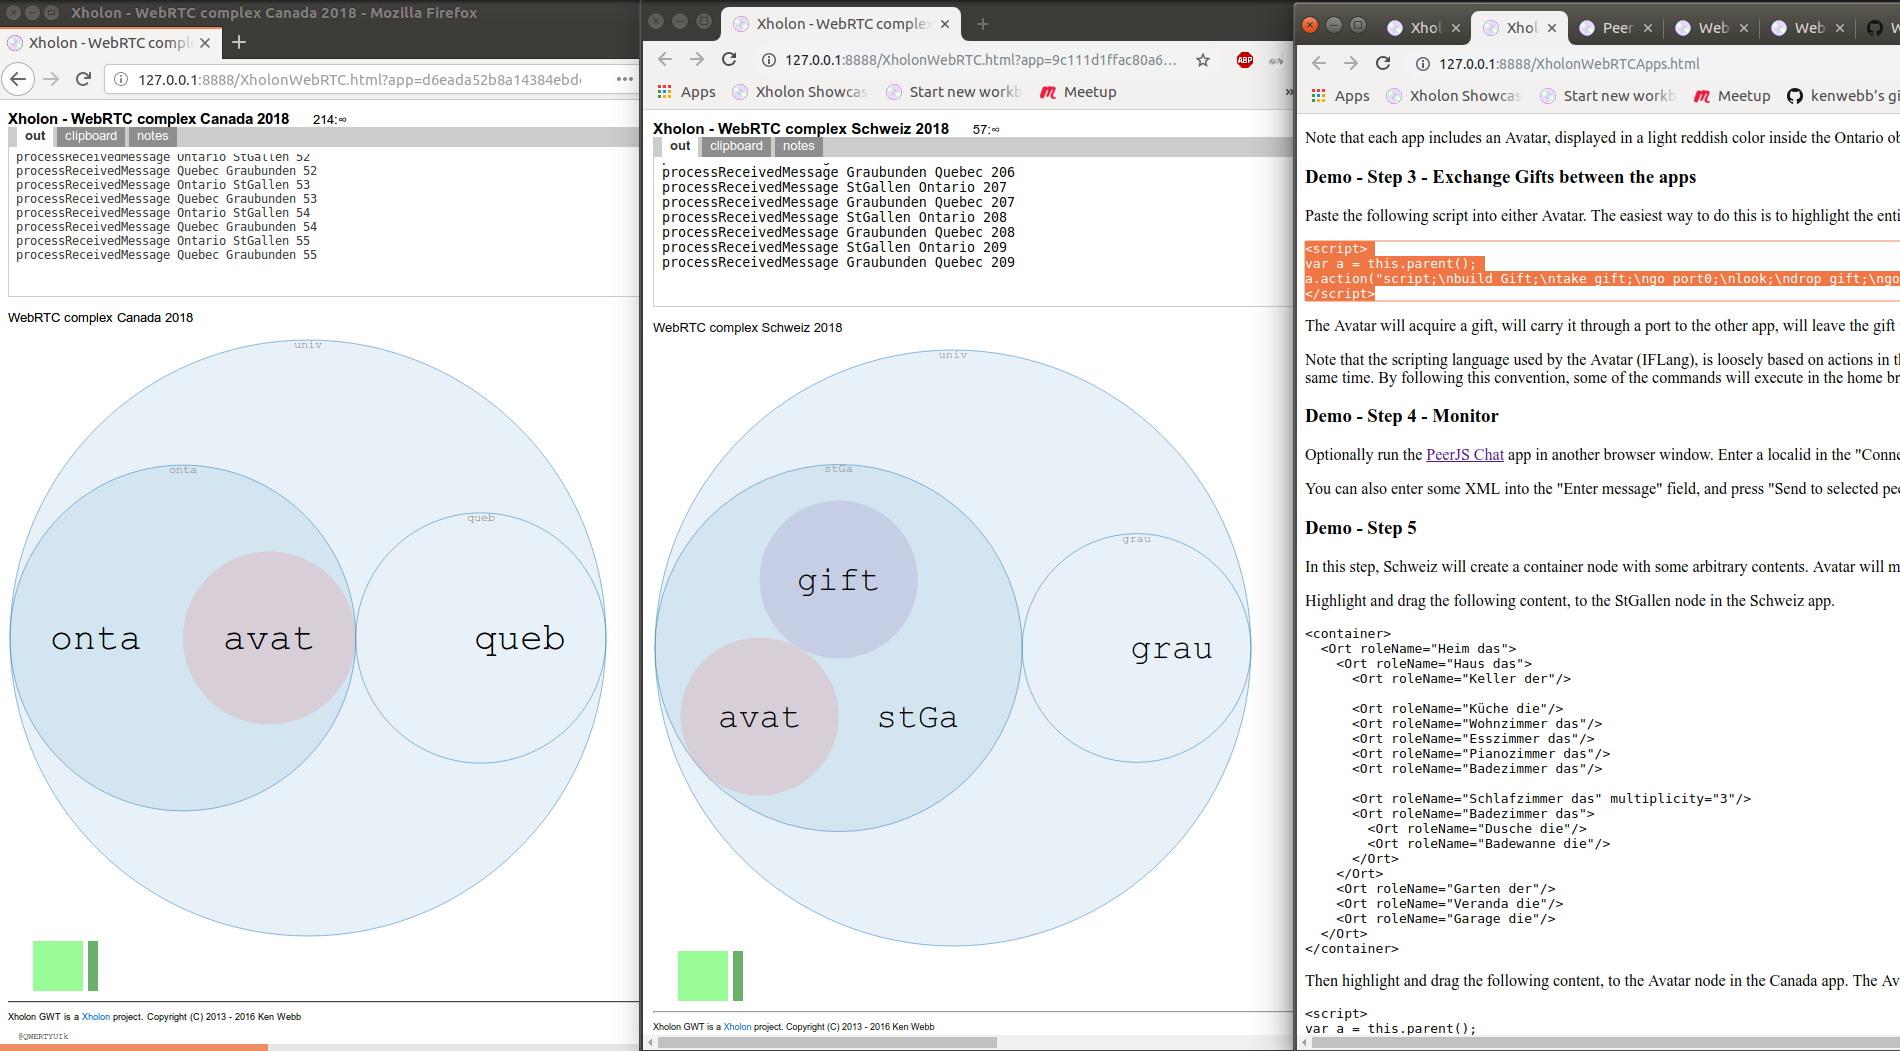 Xholon - WebRTC complex Canada 2018 - Mozilla Firefox
Xholon - WebRTC comple
127.0.0.1:8888/XholonWebRTC.html?app=d6eada52b8a14384ebd
Xholon - WebRTC complex Canada 2018 214:∞
out clipboard notes
processReceivedMessage Ontario StGallen 52
processReceivedMessage Quebec Graubunden 52
processReceivedMessage Ontario StGallen 53
processReceivedMessage Quebec Graubunden 53
processReceivedMessage Ontario StGallen 54
processReceivedMessage Quebec Graubunden 54
processReceivedMessage Ontario StGallen 55
processReceivedMessage Quebec Graubunden 55
WebRTC complex Canada 2018
univ
onta
queb
onta avat queb
Xholon GWT is a Xholon project. Copyright (C) 2013 - 2016 Ken Webb
@QWERTYUIk
Xholon - WebRTC comple
127.0.0.1:8888/XholonWebRTC.html?app=9c111d1ffac80a6...
ABP
Apps Xholon Showcas Start new workb Meetup »
Xholon - WebRTC complex Schweiz 2018 57:∞
out clipboard notes
processReceivedMessage Graubunden Quebec 206
processReceivedMessage StGallen Ontario 207
processReceivedMessage Graubunden Quebec 207
processReceivedMessage StGallen Ontario 208
processReceivedMessage Graubunden Quebec 208
processReceivedMessage StGallen Ontario 209
processReceivedMessage Graubunden Quebec 209
WebRTC complex Schweiz 2018
univ
stGa
grau
gift
grau
avat stGa
Xholon GWT is a Xholon project. Copyright (C) 2013 - 2016 Ken Webb
Xhol Xhol Peer Web Web
127.0.0.1:8888/XholonWebRTCApps.html
Apps Xholon Showcas Start new workb Meetup kenwebb's gi
Note that each app includes an Avatar, displayed in a light reddish color inside the Ontario ob
Demo - Step 3 - Exchange Gifts between the apps
Paste the following script into either Avatar. The easiest way to do this is to highlight the enti
<script>
var a = this.parent();
a.action("script;\nbuild Gift;\ntake gift;\ngo port0;\nlook;\ndrop gift;\ngo
</script>
The Avatar will acquire a gift, will carry it through a port to the other app, will leave the gift
Note that the scripting language used by the Avatar (IFLang), is loosely based on actions in th
same time. By following this convention, some of the commands will execute in the home br
Demo - Step 4 - Monitor
Optionally run the PeerJS Chat app in another browser window. Enter a localid in the "Conne
You can also enter some XML into the "Enter message" field, and press "Send to selected pee
Demo - Step 5
In this step, Schweiz will create a container node with some arbitrary contents. Avatar will m
Highlight and drag the following content, to the StGallen node in the Schweiz app.
<container>
<Ort roleName="Heim das">
<Ort roleName="Haus das">
<Ort roleName="Keller der"/>
<Ort roleName="Küche die"/>
<Ort roleName="Wohnzimmer das"/>
<Ort roleName="Esszimmer das"/>
<Ort roleName="Pianozimmer das"/>
<Ort roleName="Badezimmer das"/>
<Ort roleName="Schlafzimmer das" multiplicity="3"/>
<Ort roleName="Badezimmer das">
<Ort roleName="Dusche die"/>
<Ort roleName="Badewanne die"/>
</Ort>
</Ort>
<Ort roleName="Garten der"/>
<Ort roleName="Veranda die"/>
<Ort roleName="Garage die"/>
</Ort>
</container>
Then highlight and drag the following content, to the Avatar node in the Canada app. The Av
<script>
var a = this.parent();